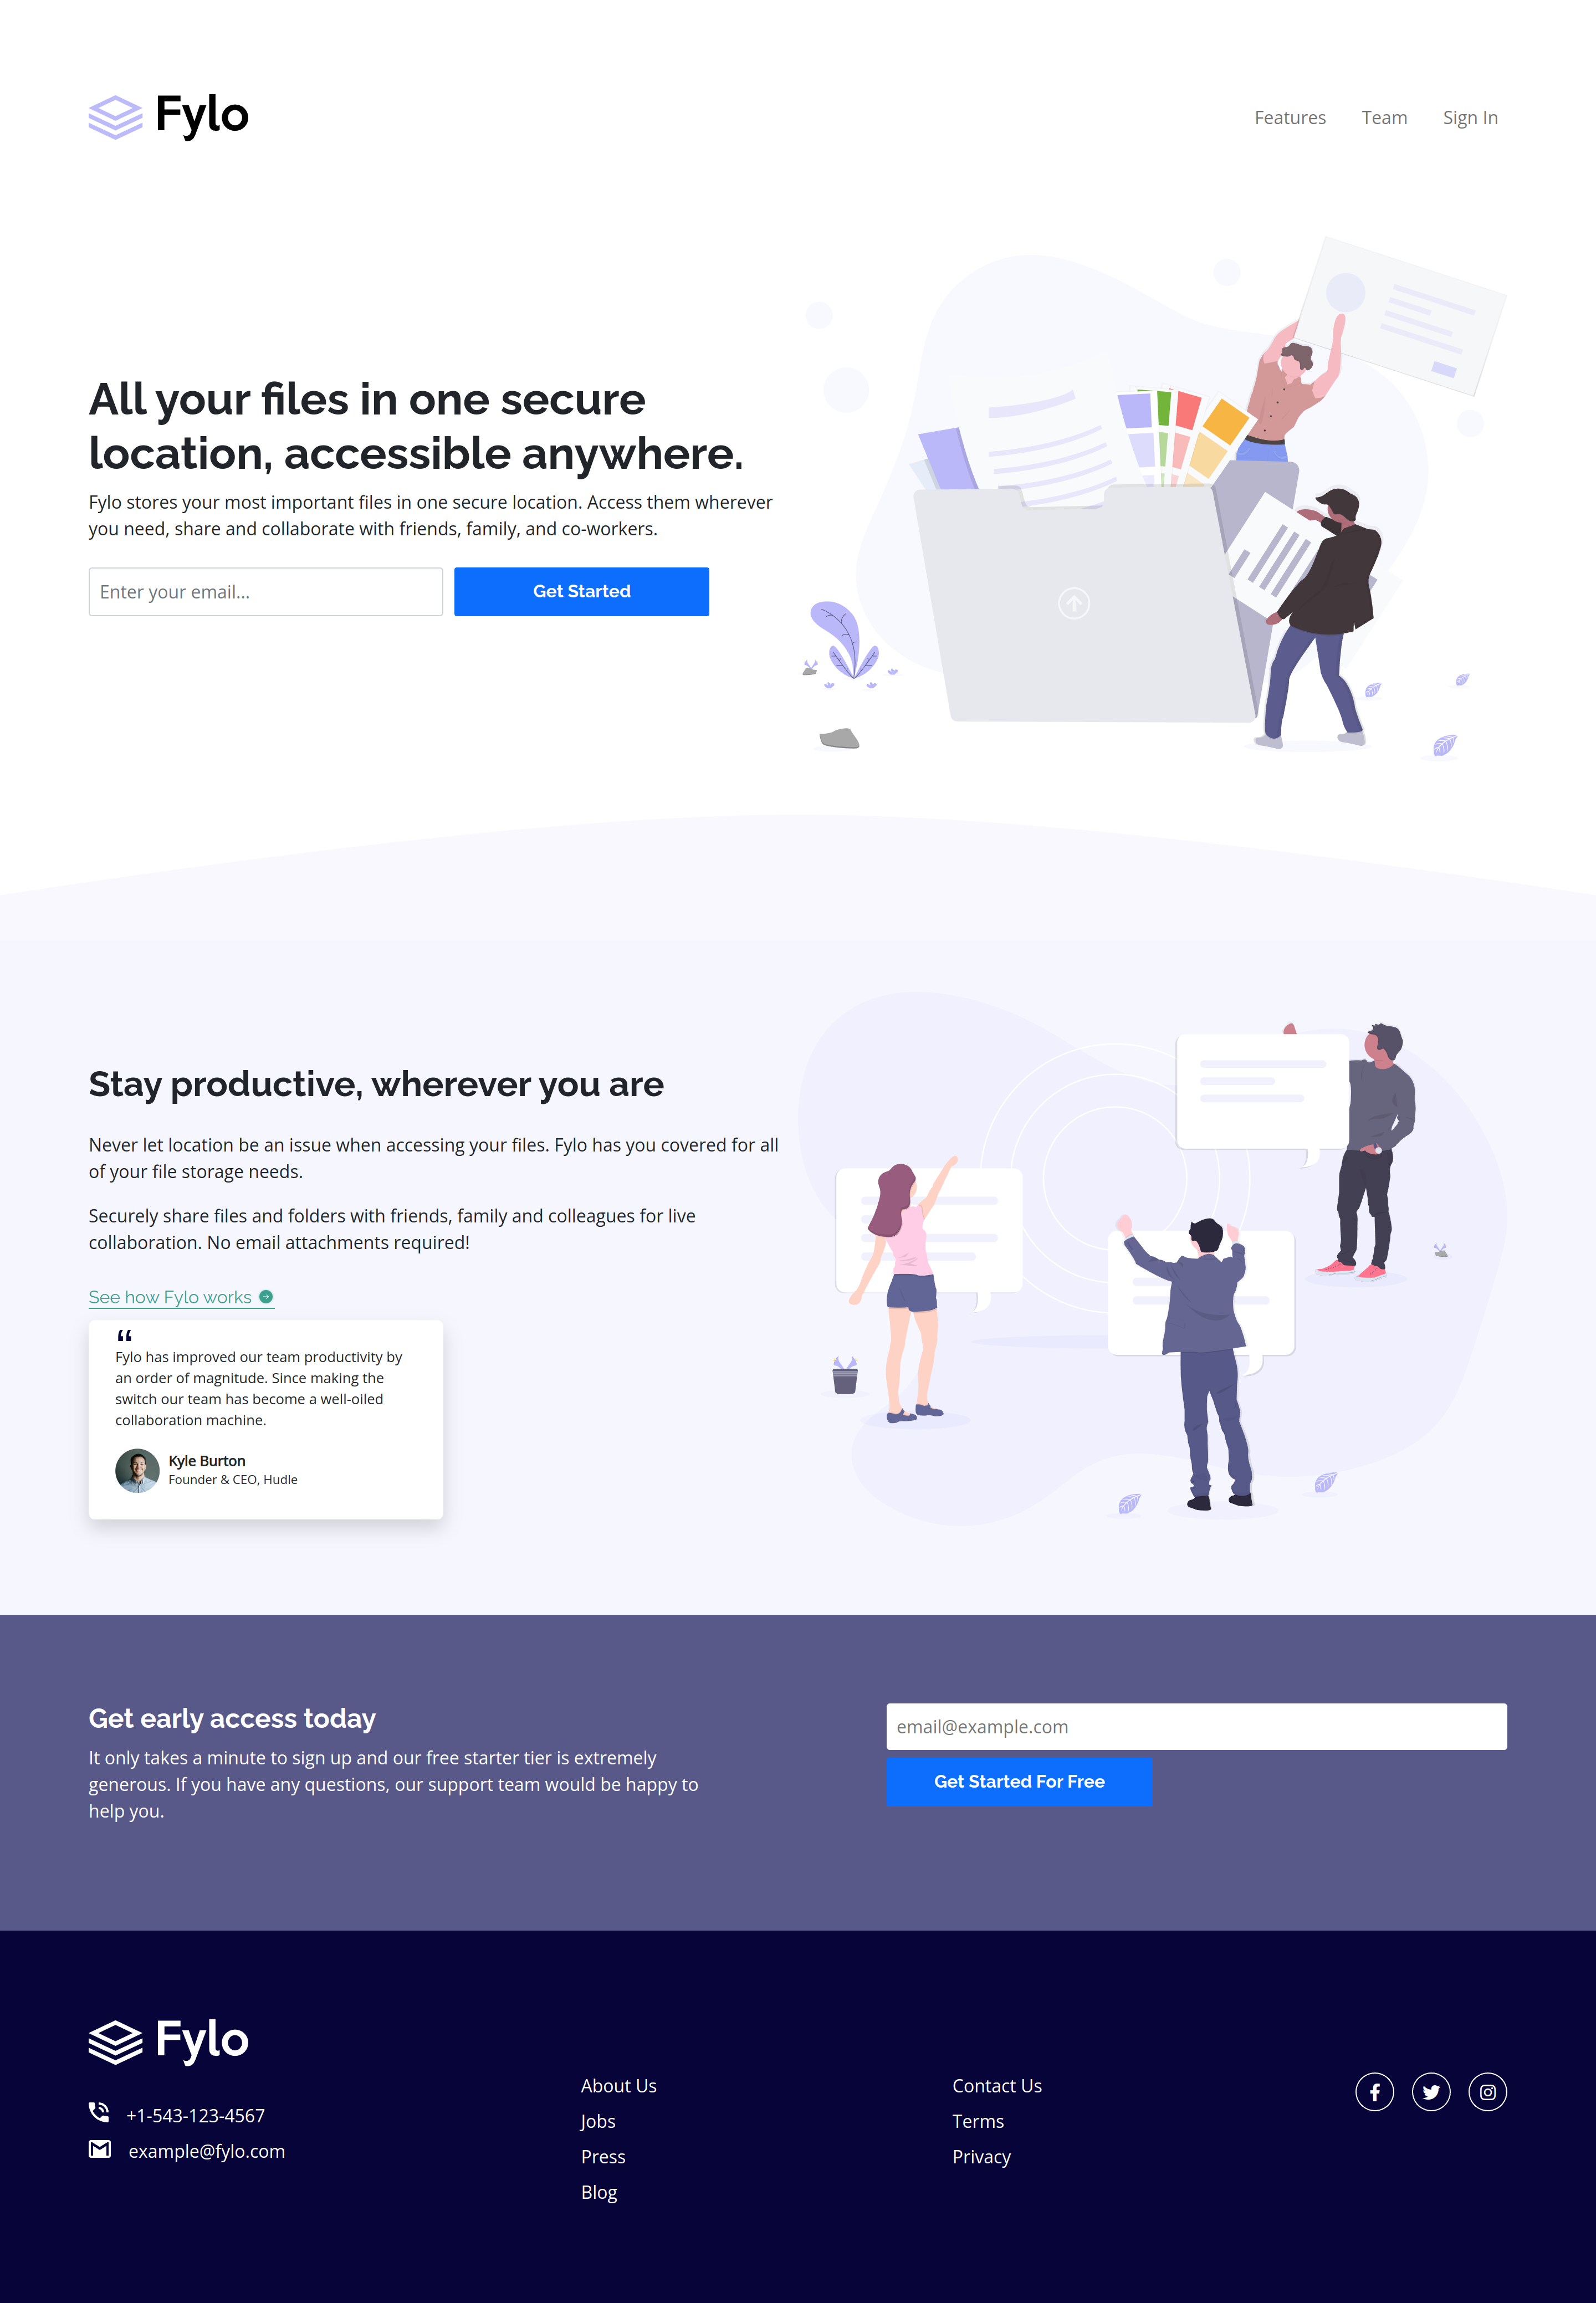 Fylo
Features Team Sign In
All your files in one secure
location, accessible anywhere.
Fylo stores your most important files in one secure location. Access them wherever
you need, share and collaborate with friends, family, and co-workers.
Enter your email...
Get Started
Stay productive, wherever you are
Never let location be an issue when accessing your files. Fylo has you covered for all
of your file storage needs.
Securely share files and folders with friends, family and colleagues for live
collaboration. No email attachments required!
See how Fylo works
“
Fylo has improved our team productivity by
an order of magnitude. Since making the
switch our team has become a well-oiled
collaboration machine.
Kyle Burton
Founder & CEO, Hudle
Get early access today
It only takes a minute to sign up and our free starter tier is extremely
generous. If you have any questions, our support team would be happy to
help you.
email@example.com
Get Started For Free
Fylo
+1-543-123-4567
example@fylo.com
About Us
Jobs
Press
Blog
Contact Us
Terms
Privacy